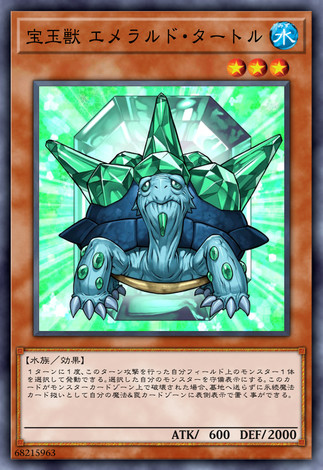 宝玉獣 エメラルド・タートル 水
【水族／効果】
１ターンに１度、このターン攻撃を行った自分フィールド上のモンスター１体
を選択して発動できる。選択した自分のモンスターを守備表示にする。このカ
ードがモンスターカードゾーン上で破壊された場合、墓地へ送らずに永続魔法
カード扱いとして自分の魔法&罠カードゾーンに表側表示で置く事ができる。
ATK/ 600 DEF/2000
68215963